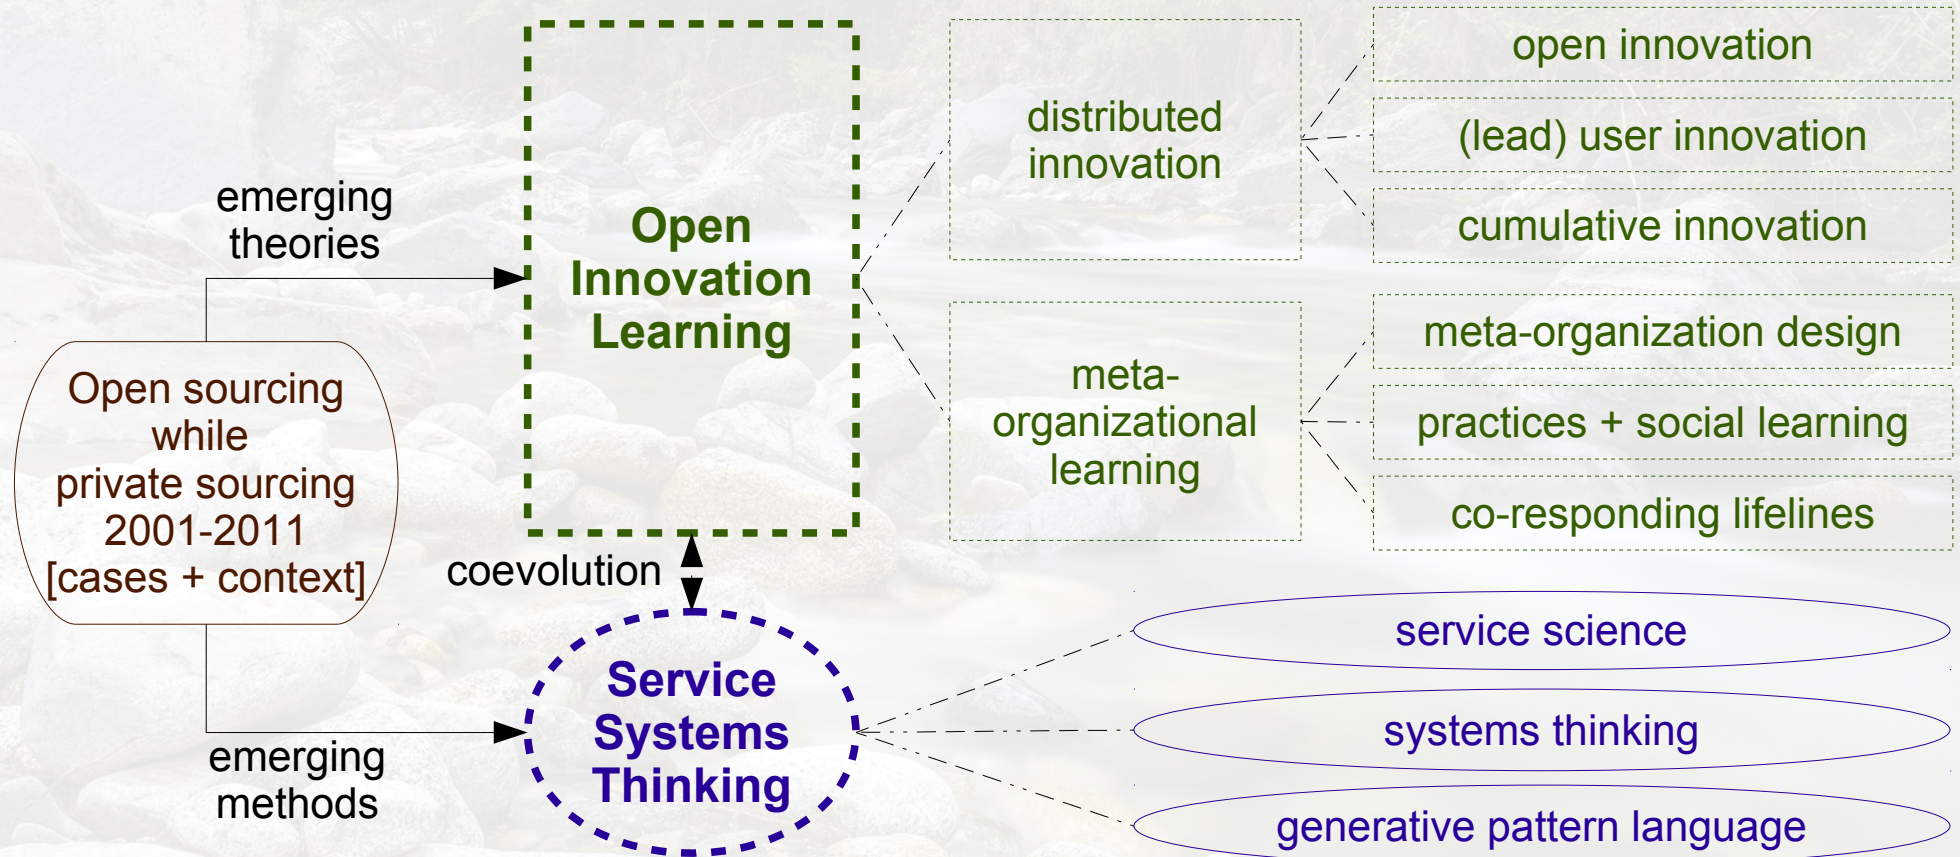 emerging
theories
Open sourcing
while
private sourcing
2001-2011
[cases + context]
emerging
methods
Open
Innovation
Learning
coevolution
Service
Systems
Thinking
distributed
innovation
open innovation
(lead) user innovation
cumulative innovation
meta-
organizational
learning
meta-organization design
practices + social learning
co-responding lifelines
service science
systems thinking
generative pattern language